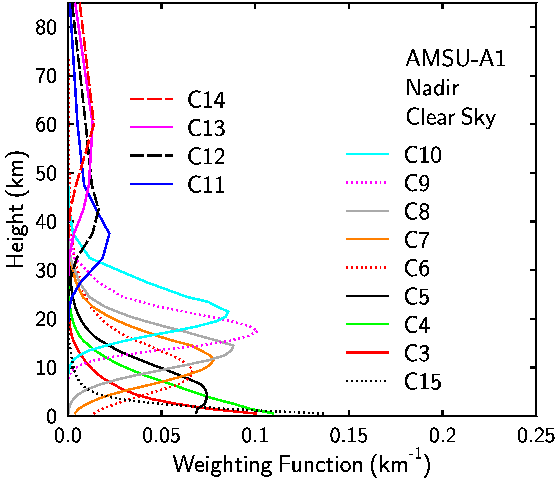 80
70
60
50
40
30
20
10
0
Height (km)
C14
C13
C12
C11
AMSU-A1
Nadir
Clear Sky
C10
C9
C8
C7
C6
C5
C4
C3
C15
0.0 0.05 0.1 0.15 0.2 0.25
Weighting Function (km⁻¹)